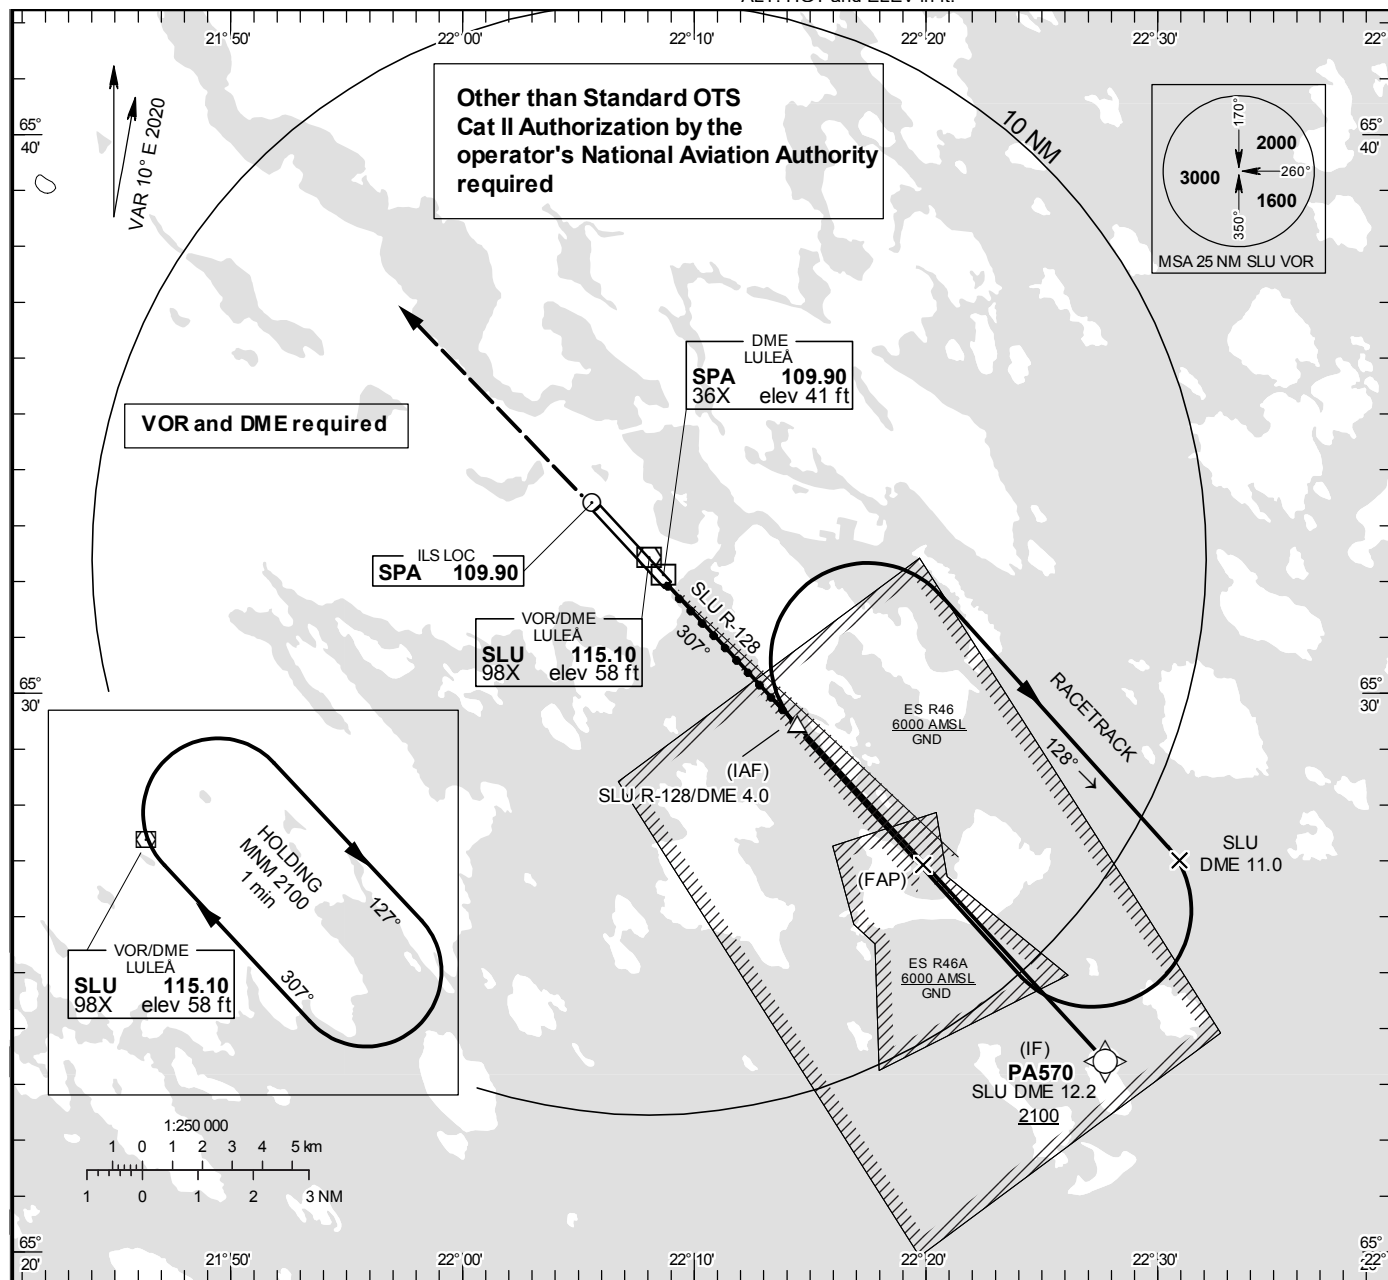 21° 50'
22° 00'
22° 10'
22° 20'
22° 30'
22°
65°
40'
65°
40'
VAR 10° E 2020
Other than Standard OTS
Cat II Authorization by the
operator's National Aviation Authority
required
10 NM
170°
2000
260°
3000
1600
350°
MSA 25 NM SLU VOR
DME
LULEÅ
SPA 109.90
36X elev 41 ft
VOR and DME required
ILS LOC
SPA 109.90
VOR/DME
LULEÅ
SLU 115.10
98X elev 58 ft
SLU R-128
307°
65°
30'
65°
30'
ES R46
6000 AMSL
GND
RACETRACK
128° →
(IAF)
SLU R-128/DME 4.0
SLU
DME 11.0
(FAP)
HOLDING
MNM 2100
1 min
127°
307°
VOR/DME
LULEÅ
SLU 115.10
98X elev 58 ft
ES R46A
6000 AMSL
GND
(IF)
PA570
SLU DME 12.2
2100
1:250 000
1 0 1 2 3 4 5 km
1 0 1 2 3 NM
65°
20'
65°
21° 50'
22° 00'
22° 10'
22° 20'
22° 30'
22°